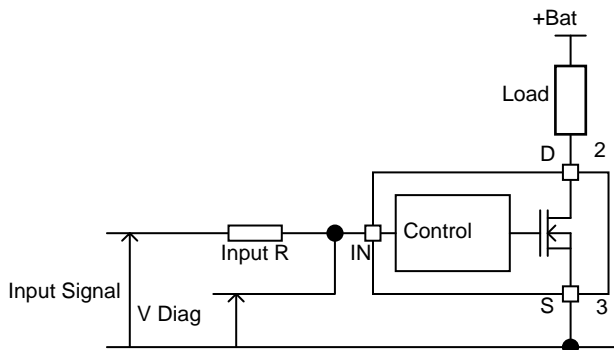 +Bat
Load
D 2
Control
IN
Input R
Input Signal
V Diag
S 3